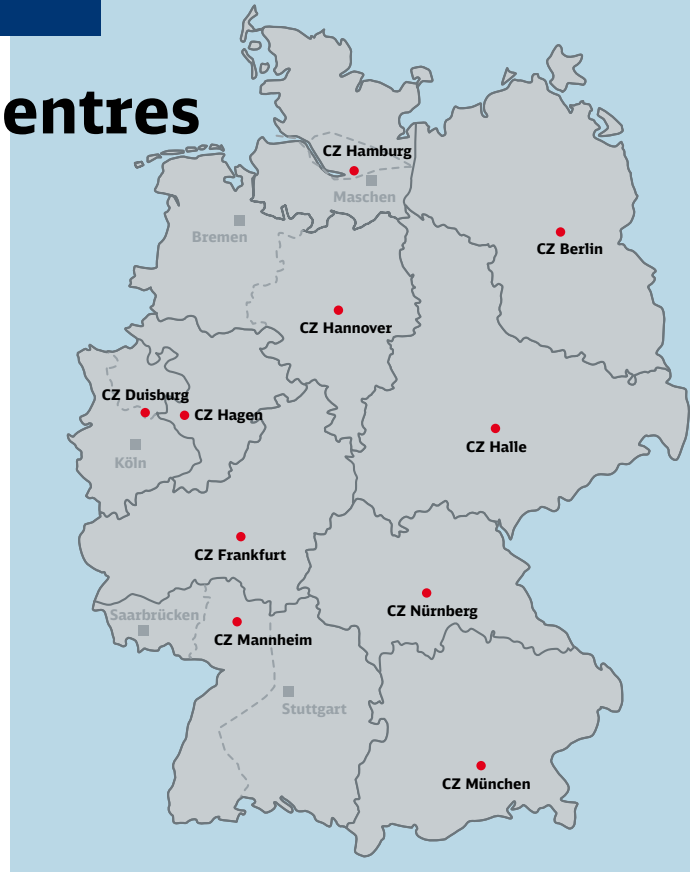 entres
CZ Hamburg
Maschen
Bremen
CZ Berlin
CZ Hannover
CZ Duisburg
CZ Hagen
CZ Halle
Köln
CZ Frankfurt
CZ Nürnberg
Saarbrücken
CZ Mannheim
Stuttgart
CZ München